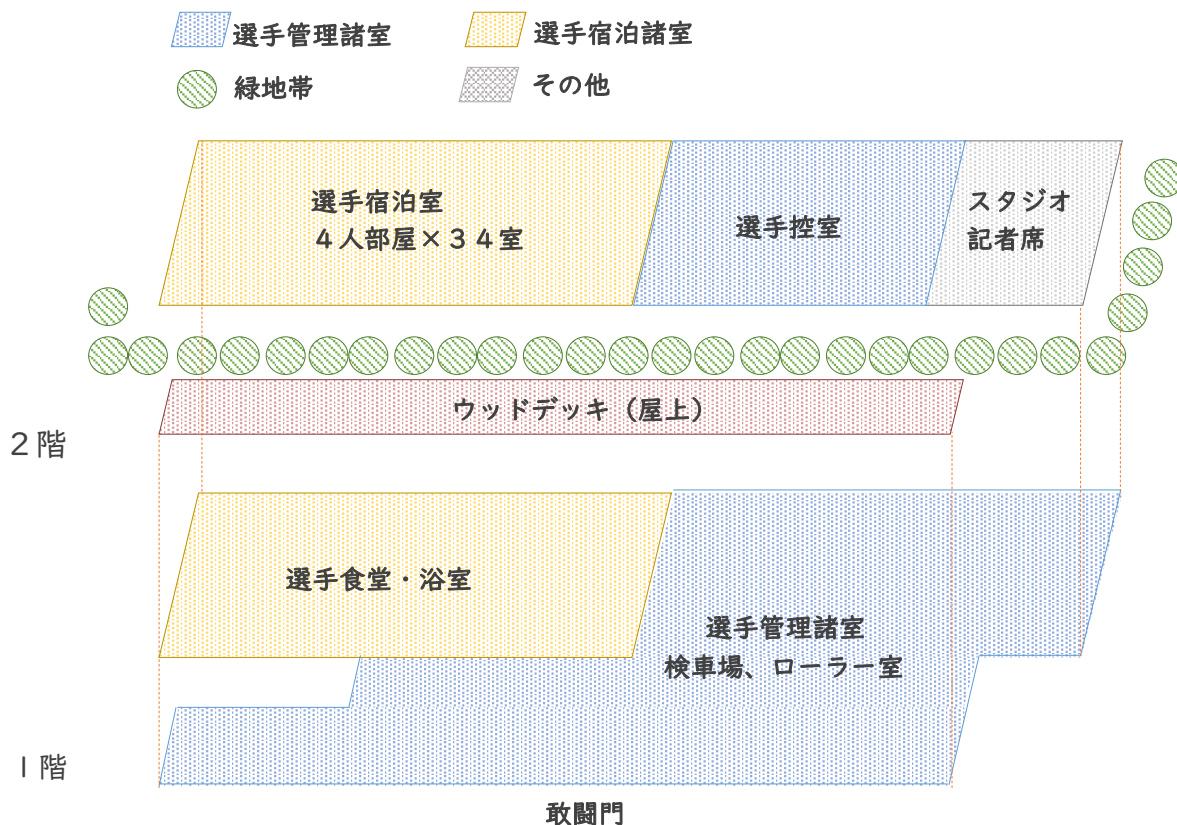 選手管理諸室
選手宿泊諸室
緑地帯
その他
選手宿泊室
４人部屋×３４室
選手控室
スタジオ
記者席
ウッドデッキ（屋上）
２階
選手食堂・浴室
選手管理諸室
検車場、ローラー室
１階
敢闘門